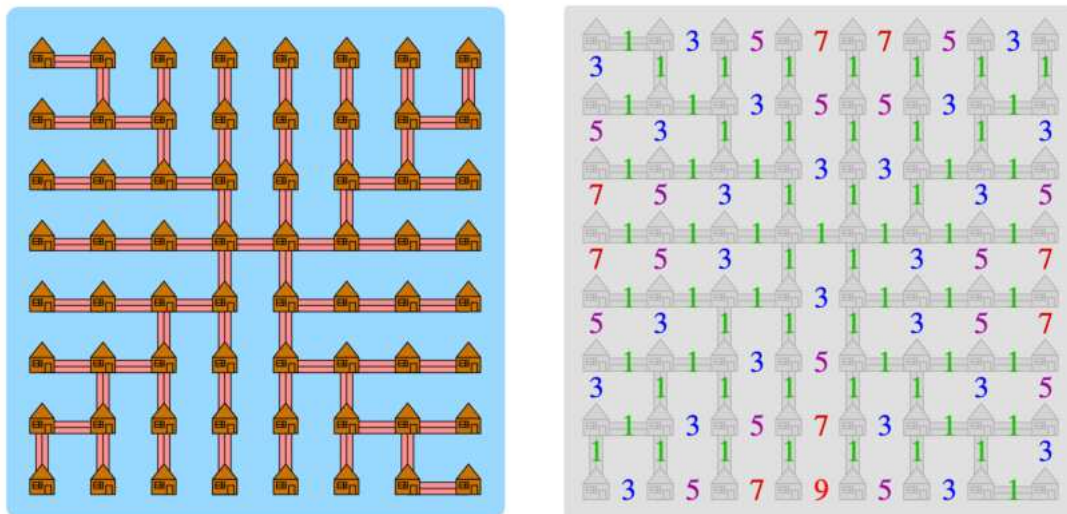 1 3 5 7 7 5 3
3 1 1 1 1 1 1 1
1 1 3 5 5 3 1
5 3 1 1 1 1 1 3
1 1 1 3 3 1 1
7 5 3 1 1 1 3 5
1 1 1 1 1 1 1
7 5 3 1 1 3 5 7
1 1 1 3 1 1 1
5 3 1 1 1 3 5 7
1 1 3 5 1 1 1
3 1 1 1 1 1 3 5
1 3 5 7 3 1 1
1 1 1 1 1 1 1 3
3 5 7 9 5 3 1